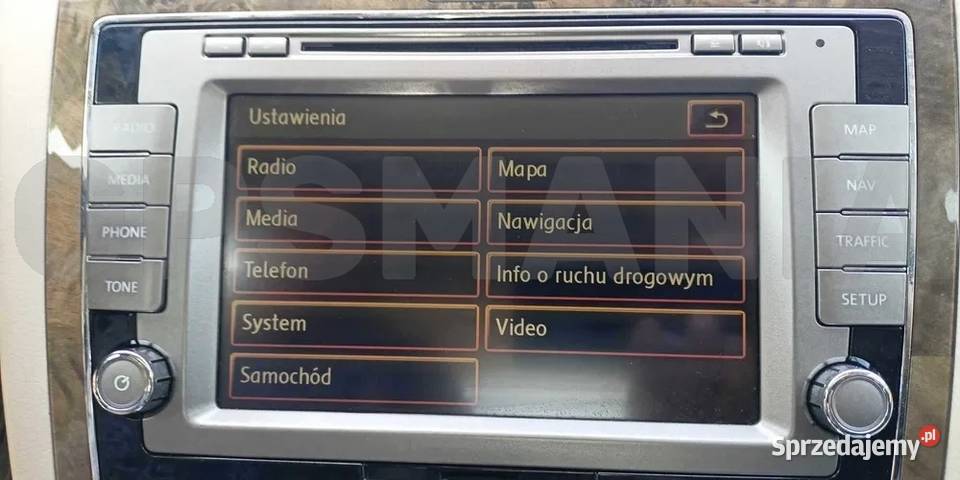 Ustawienia
Radio
Mapa
Media
Nawigacja
Telefon
Info o ruchu drogowym
System
Video
Samochód
RADIO
MEDIA
PHONE
TONE
MAP
NAV
TRAFFIC
SETUP
GPSMANIA
Sprzedajemy.pl